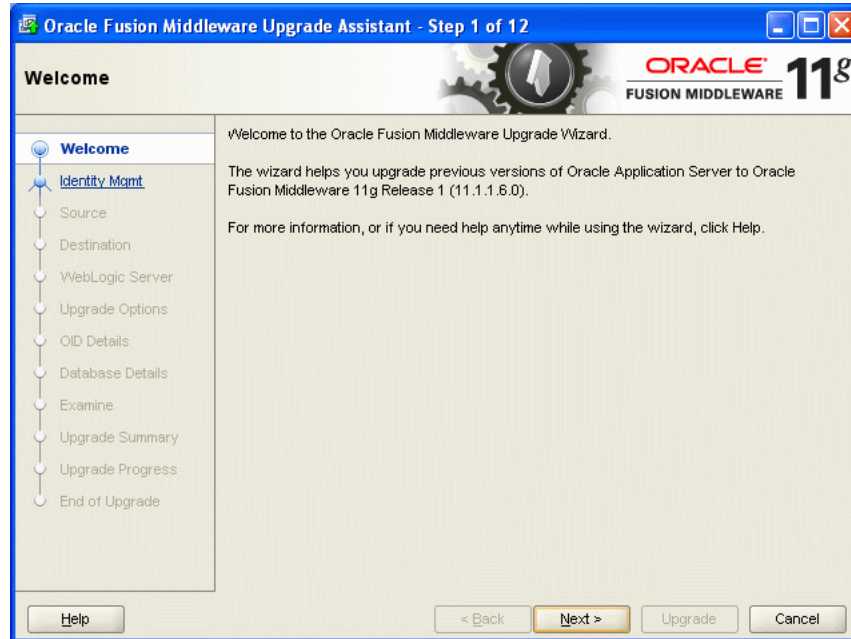 Oracle Fusion Middleware Upgrade Assistant - Step 1 of 12
Welcome
ORACLE
FUSION MIDDLEWARE
11g
Welcome
Identity Mgmt
Source
Destination
WebLogic Server
Upgrade Options
OID Details
Database Details
Examine
Upgrade Summary
Upgrade Progress
End of Upgrade
Welcome to the Oracle Fusion Middleware Upgrade Wizard.
The wizard helps you upgrade previous versions of Oracle Application Server to Oracle
Fusion Middleware 11g Release 1 (11.1.1.6.0).
For more information, or if you need help anytime while using the wizard, click Help.
Help
< Back
Next >
Upgrade
Cancel